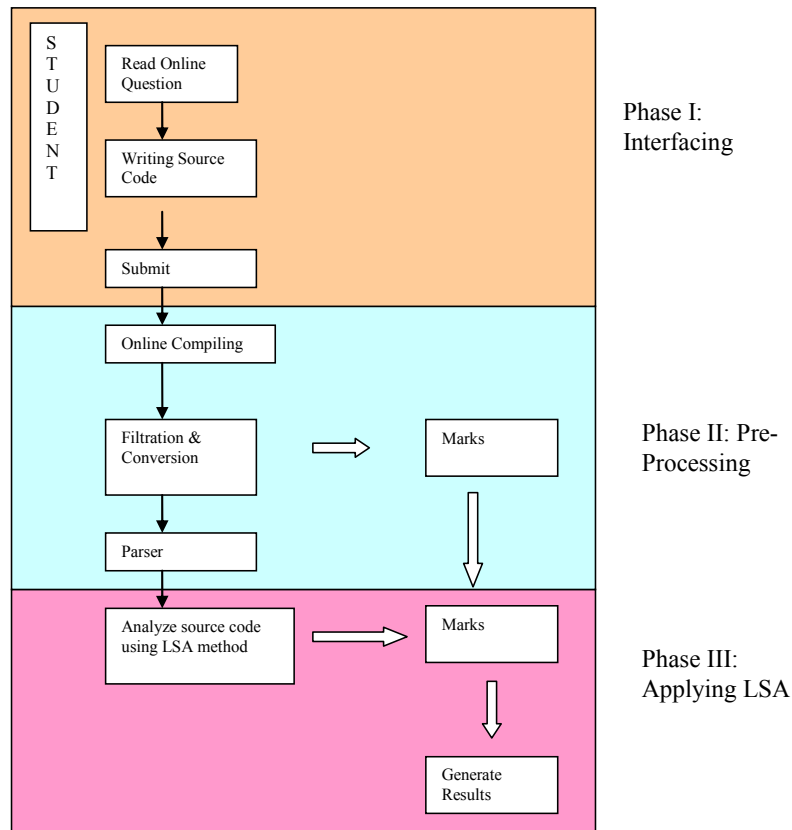 S
T
U
D
E
N
T
Read Online
Question
Writing Source
Code
Submit
Phase I:
Interfacing
Online Compiling
Filtration &
Conversion
Marks
Parser
Phase II: Pre-
Processing
Analyze source code
using LSA method
Marks
Generate
Results
Phase III:
Applying LSA